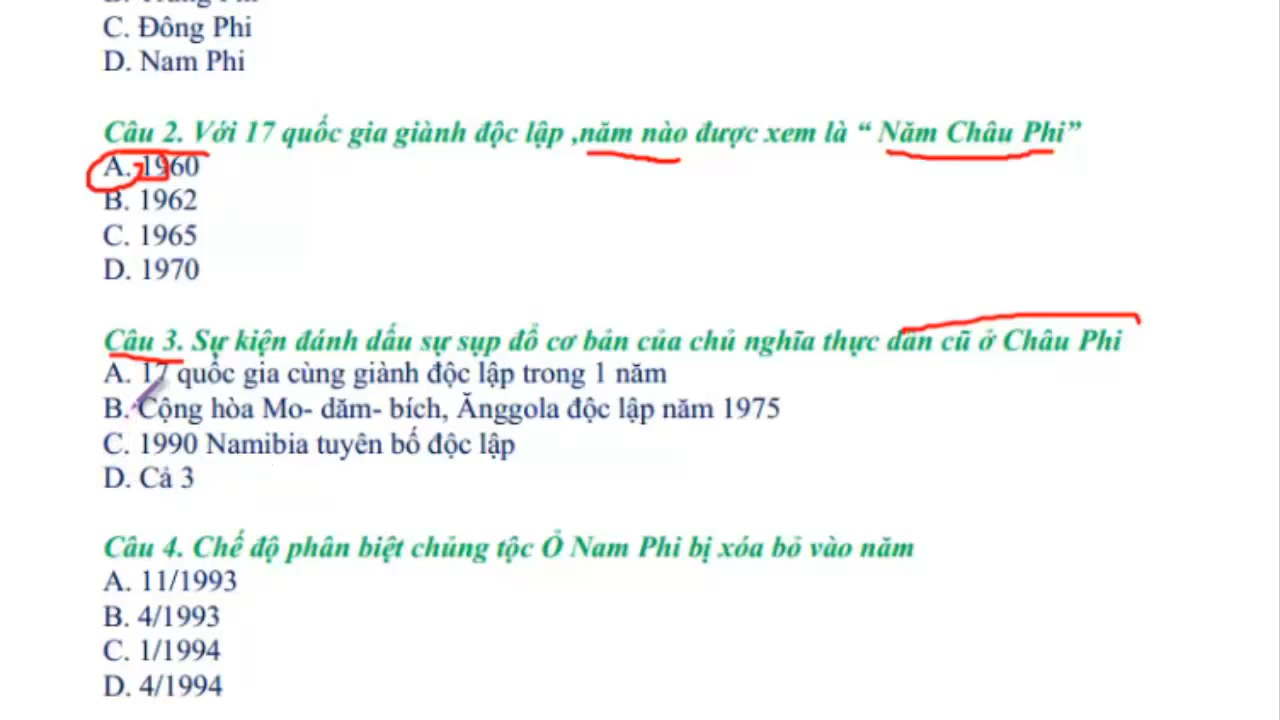 C. Đông Phi
D. Nam Phi
Câu 2. Với 17 quốc gia giành độc lập ,năm nào được xem là “ Năm Châu Phi”
A. 1960
B. 1962
C. 1965
D. 1970
Câu 3. Sự kiện đánh dấu sự sụp đổ cơ bản của chủ nghĩa thực dân cũ ở Châu Phi
A. 17 quốc gia cùng giành độc lập trong 1 năm
B. Cộng hòa Mo- dăm- bích, Ănggola độc lập năm 1975
C. 1990 Namibia tuyên bố độc lập
D. Cả 3
Câu 4. Chế độ phân biệt chủng tộc Ở Nam Phi bị xóa bỏ vào năm
A. 11/1993
B. 4/1993
C. 1/1994
D. 4/1994